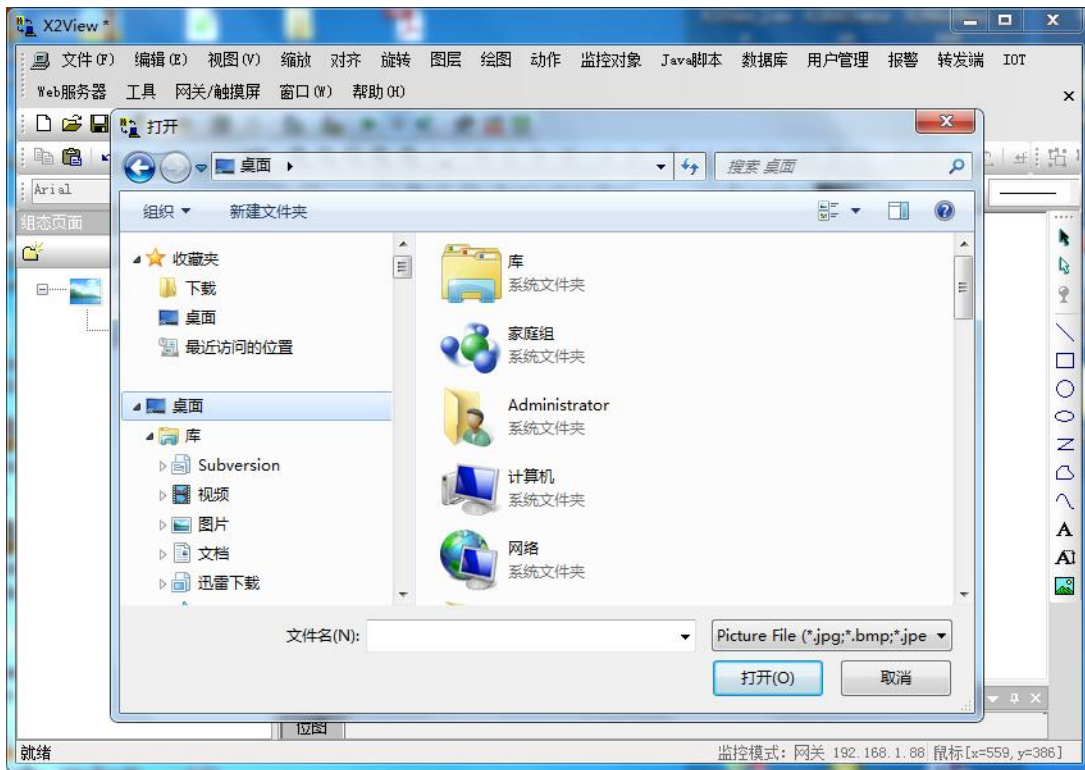 X2View *
文件(F) 编辑(E) 视图(V) 缩放 对齐 旋转 图层 绘图 动作 监控对象 Java脚本 数据库 用户管理 报警 转发端 IOT
Web服务器 工具 网关/触摸屏 窗口(W) 帮助(H)
打开
桌面
搜索 桌面
Arial
组织 新建文件夹
组态页面
收藏夹
下载
桌面
最近访问的位置
桌面
库
Subversion
视频
图片
文档
迅雷下载
库
系统文件夹
家庭组
系统文件夹
Administrator
系统文件夹
计算机
系统文件夹
网络
系统文件夹
文件名(N):
Picture File (*.jpg;*.bmp;*.jpe
打开(O) 取消
位图
就绪
监控模式: 网关 192.168.1.88 鼠标[x=559,y=386]